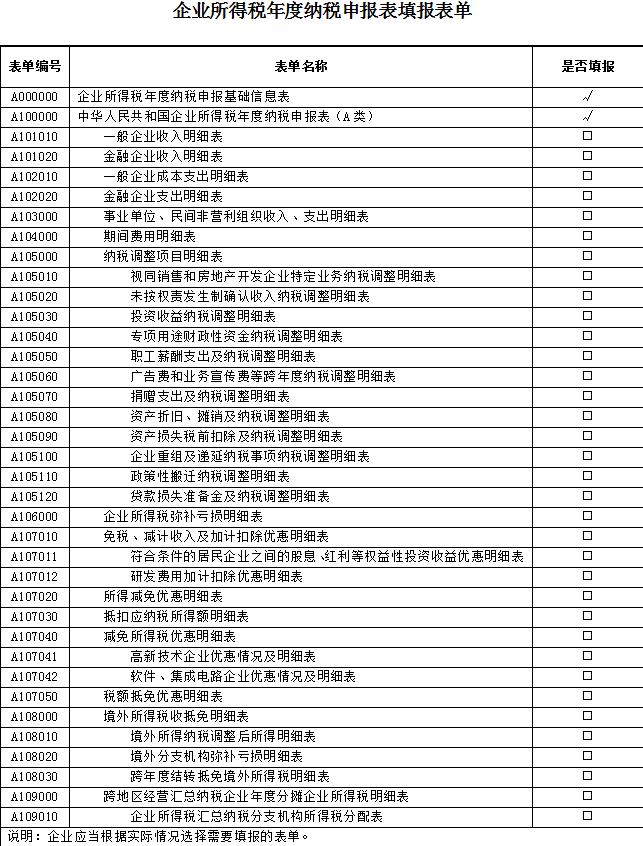 企业所得税年度纳税申报表填报表单
表单编号 表单名称 是否填报
A000000 企业所得税年度纳税申报基础信息表 √
A100000 中华人民共和国企业所得税年度纳税申报表（A类） √
A101010 一般企业收入明细表 □
A101020 金融企业收入明细表 □
A102010 一般企业成本支出明细表 □
A102020 金融企业支出明细表 □
A103000 事业单位、民间非营利组织收入、支出明细表 □
A104000 期间费用明细表 □
A105000 纳税调整项目明细表 □
A105010 视同销售和房地产开发企业特定业务纳税调整明细表 □
A105020 未按权责发生制确认收入纳税调整明细表 □
A105030 投资收益纳税调整明细表 □
A105040 专项用途财政性资金纳税调整明细表 □
A105050 职工薪酬支出及纳税调整明细表 □
A105060 广告费和业务宣传费等跨年度纳税调整明细表 □
A105070 捐赠支出及纳税调整明细表 □
A105080 资产折旧、摊销及纳税调整明细表 □
A105090 资产损失税前扣除及纳税调整明细表 □
A105100 企业重组及递延纳税事项纳税调整明细表 □
A105110 政策性搬迁纳税调整明细表 □
A105120 贷款损失准备金及纳税调整明细表 □
A106000 企业所得税弥补亏损明细表 □
A107010 免税、减计收入及加计扣除优惠明细表 □
A107011 符合条件的居民企业之间的股息、红利等权益性投资收益优惠明细表 □
A107012 研发费用加计扣除优惠明细表 □
A107020 所得减免优惠明细表 □
A107030 抵扣应纳税所得额明细表 □
A107040 减免所得税优惠明细表 □
A107041 高新技术企业优惠情况及明细表 □
A107042 软件、集成电路企业优惠情况及明细表 □
A107050 税额抵免优惠明细表 □
A108000 境外所得税收抵免明细表 □
A108010 境外所得纳税调整后所得明细表 □
A108020 境外分支机构弥补亏损明细表 □
A108030 跨年度结转抵免境外所得税明细表 □
A109000 跨地区经营汇总纳税企业年度分摊企业所得税明细表 □
A109010 企业所得税汇总纳税分支机构所得税分配表 □
说明：企业应当根据实际情况选择需要填报的表单。